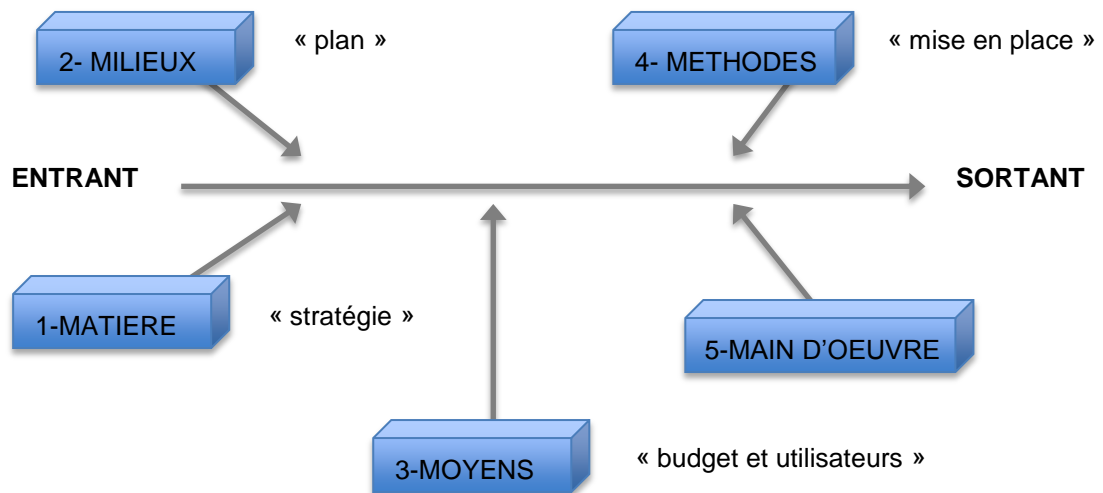 2- MILIEUX
« plan »
4- METHODES
« mise en place »
ENTRANT
SORTANT
1-MATIERE
« stratégie »
5-MAIN D’OEUVRE
3-MOYENS
« budget et utilisateurs »